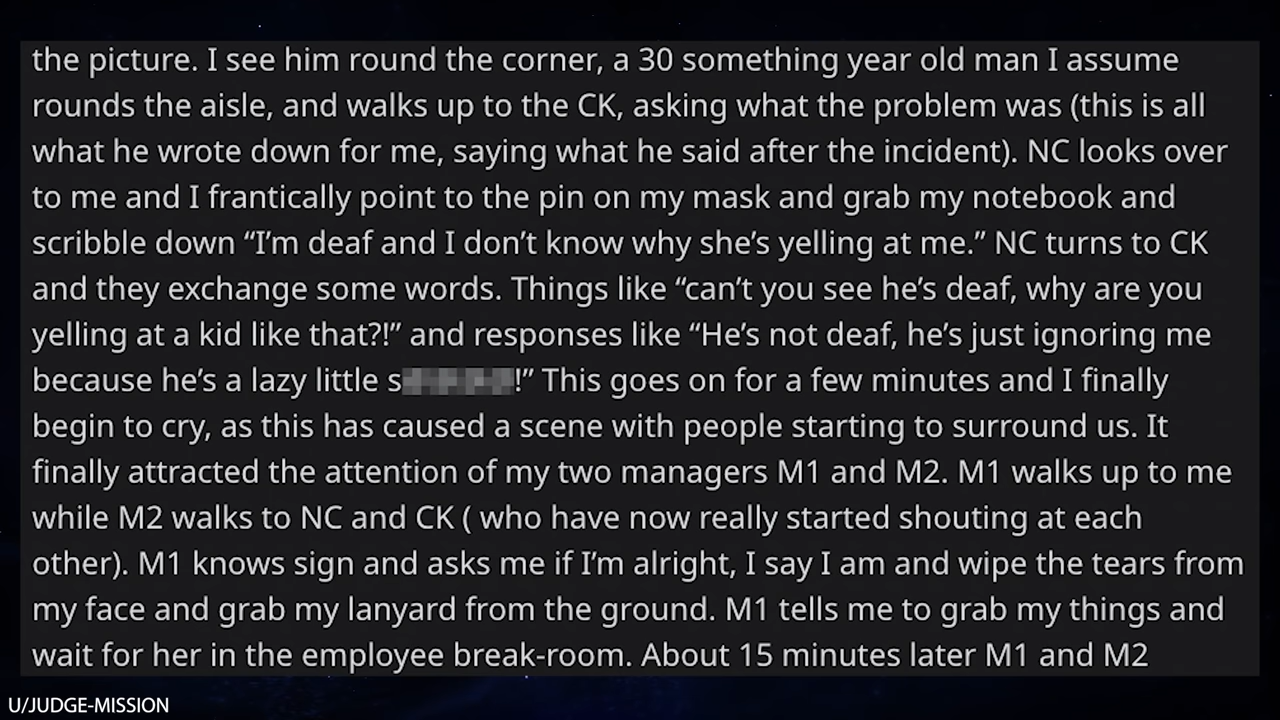 the picture. I see him round the corner, a 30 something year old man I assume
rounds the aisle, and walks up to the CK, asking what the problem was (this is all
what he wrote down for me, saying what he said after the incident). NC looks over
to me and I frantically point to the pin on my mask and grab my notebook and
scribble down “I’m deaf and I don’t know why she’s yelling at me.” NC turns to CK
and they exchange some words. Things like “can’t you see he’s deaf, why are you
yelling at a kid like that?!” and responses like “He’s not deaf, he’s just ignoring me
because he’s a lazy little s!” This goes on for a few minutes and I finally
begin to cry, as this has caused a scene with people starting to surround us. It
finally attracted the attention of my two managers M1 and M2. M1 walks up to me
while M2 walks to NC and CK ( who have now really started shouting at each
other). M1 knows sign and asks me if I’m alright, I say I am and wipe the tears from
my face and grab my lanyard from the ground. M1 tells me to grab my things and
wait for her in the employee break-room. About 15 minutes later M1 and M2
U/JUDGE-MISSION